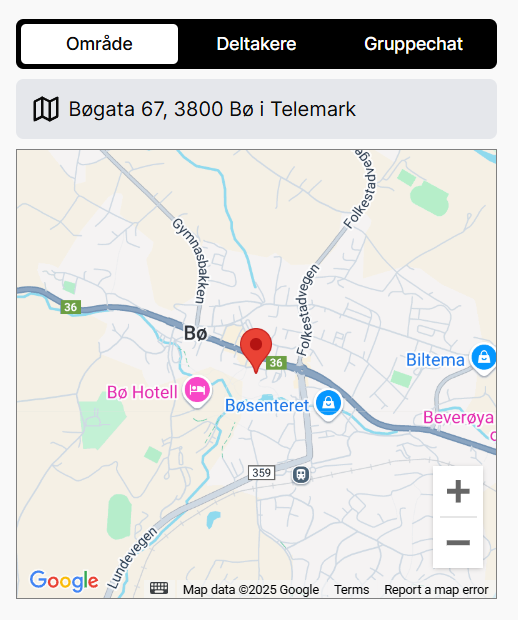 Område Deltakere Gruppechat
Bøgata 67, 3800 Bø i Telemark
Folkestadvegen
Gymnasbakken
Folkestadvegen
36
Bø
36
Biltema
Bø Hotell
Bøsenteret
Beverøya
359
Lundevegen
+
−
Google
Map data ©2025 Google Terms Report a map error